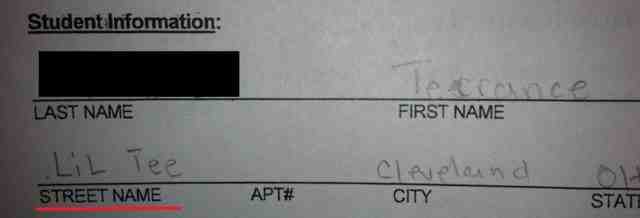 Student Information:
Terrance
LAST NAME FIRST NAME
LiL Tee Cleveland OH
STREET NAME APT# CITY STAT